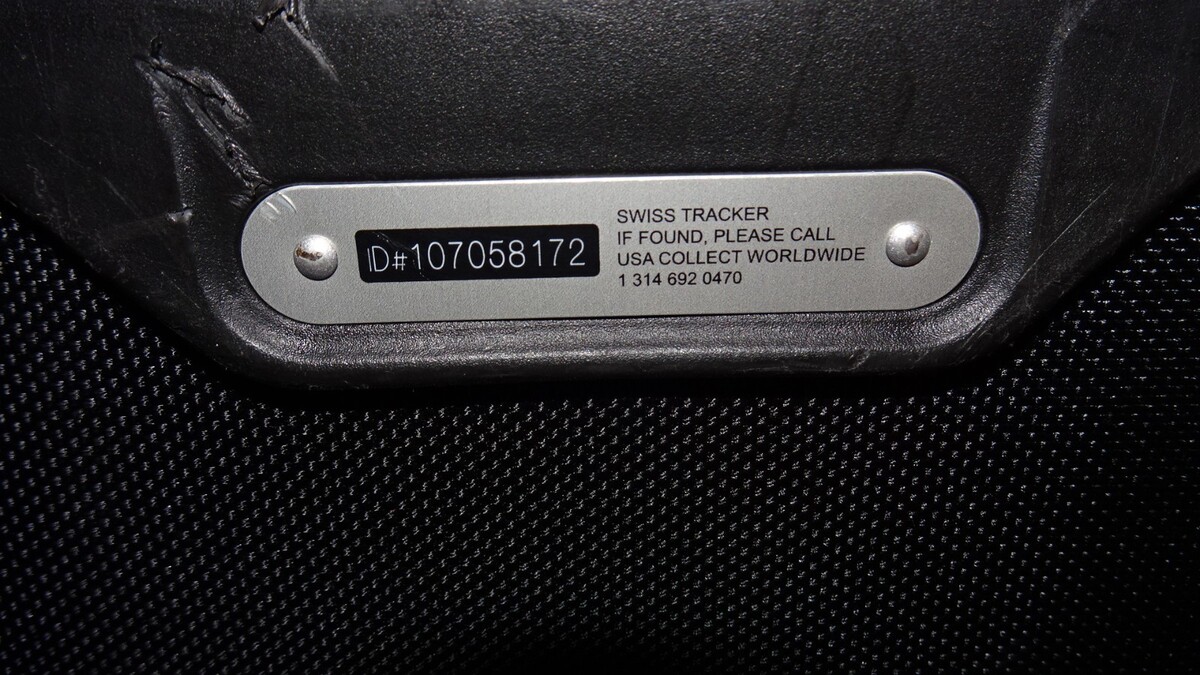 ID#107058172
SWISS TRACKER
IF FOUND, PLEASE CALL
USA COLLECT WORLDWIDE
1 314 692 0470